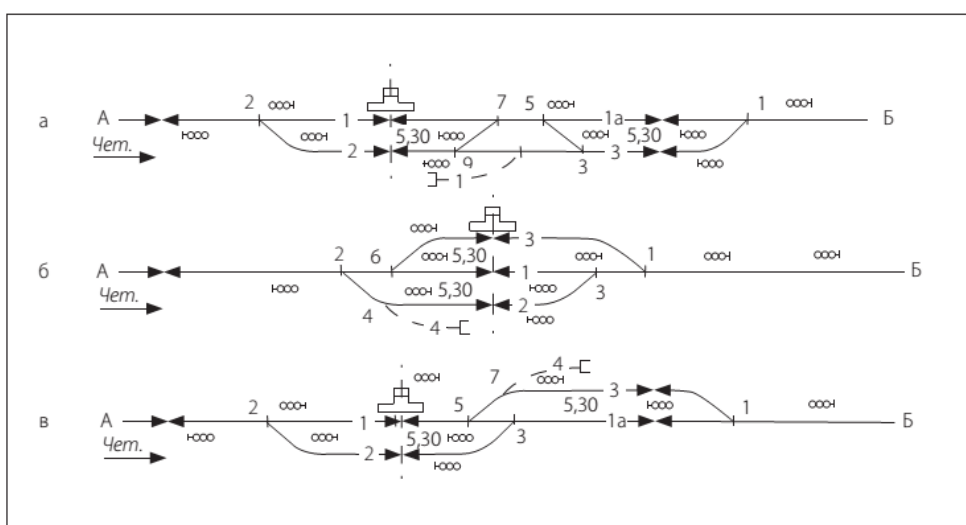 а А Чет. 2 1 2 5,30 7 5 9 1 3 1а 5,30 3 1 Б
б А Чет. 2 6 4 5,30 5,30 4 3 1 2 3 1 Б
в А Чет. 2 1 2 5,30 5 7 4 3 3 5,30 1а 1 Б